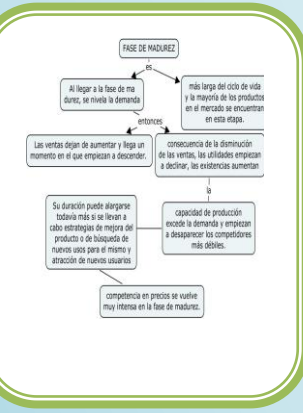 FASE DE MADUREZ
es
Al llegar a la fase de ma
durez, se nivela la demanda
más larga del ciclo de vida
y la mayoría de los productos
en el mercado se encuentran
en esta etapa.
entonces
Las ventas dejan de aumentar y llega un
momento en el que empiezan a descender.
consecuencia de la disminución
de las ventas, las utilidades empiezan
a declinar, las existencias aumentan
la
capacidad de producción
excede la demanda y empiezan
a desaparecer los competidores
más débiles.
Su duración puede alargarse
todavía más si se llevan a
cabo estrategias de mejora del
producto o de búsqueda de
nuevos usos para el mismo y
atracción de nuevos usuarios
competencia en precios se vuelve
muy intensa en la fase de madurez.